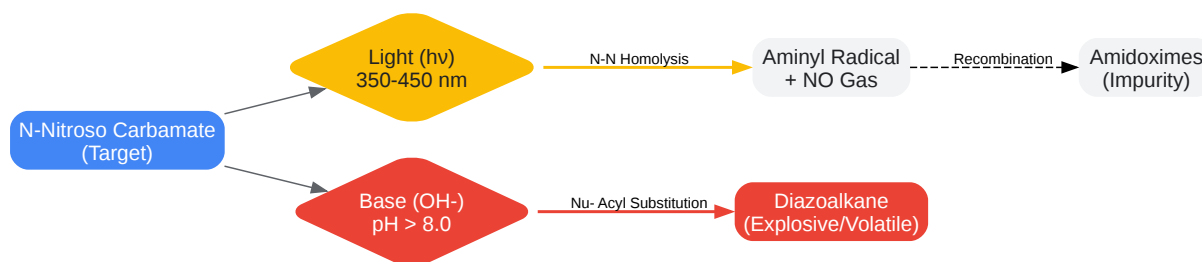 N-Nitroso Carbamate
(Target)
Light (hν)
350-450 nm
N-N Homolysis
Aminyl Radical
+ NO Gas
Recombination
Amidoximes
(Impurity)
Base (OH-)
pH > 8.0
Nu- Acyl Substitution
Diazoalkane
(Explosive/Volatile)